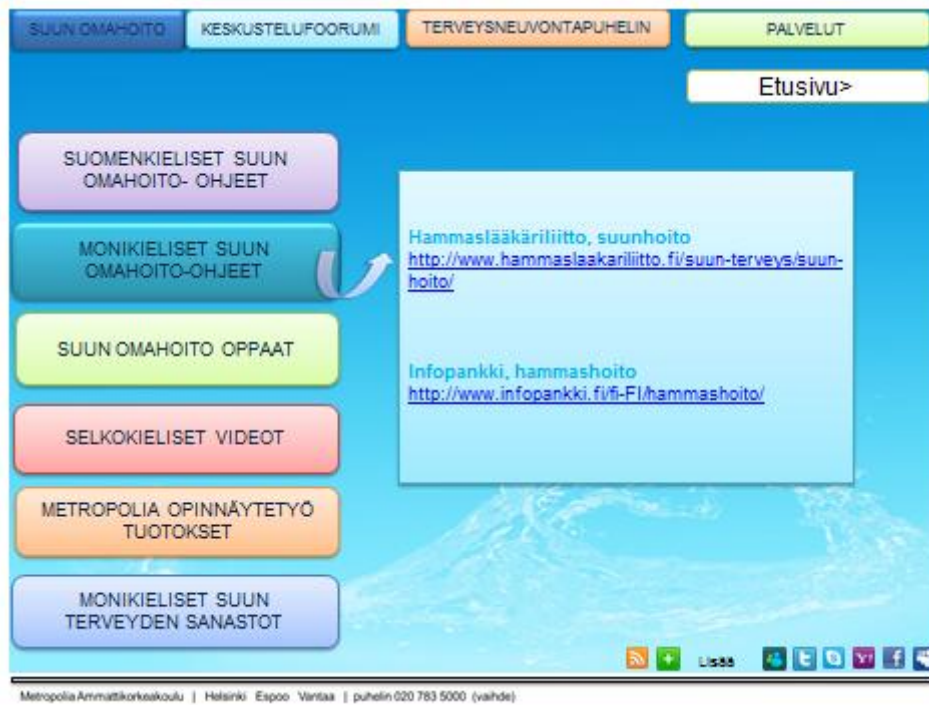 SUUN OMAHOITO
KESKUSTELUFOORUMI
TERVEYSNEUVONTAPUHELIN
PALVELUT
Etusivu>
SUOMENKIELISET SUUN
OMAHOITO- OHJEET
MONIKIELISET SUUN
OMAHOITO-OHJEET
SUUN OMAHOITO OPPAAT
SELKOKIELISET VIDEOT
METROPOLIA OPINNÄYTETYÖ
TUOTOKSET
MONIKIELISET SUUN
TERVEYDEN SANASTOT
Hammaslääkäriliitto, suunhoito
http://www.hammaslaakariliitto.fi/suun-terveys/suun-
hoito/
Infopankki, hammashoito
http://www.infopankki.fi/fi-FI/hammashoito/
Lisää
Metropolia Ammattikorkeakoulu | Helsinki Espoo Vantaa | puhelin 020 783 5000 (vaihde)